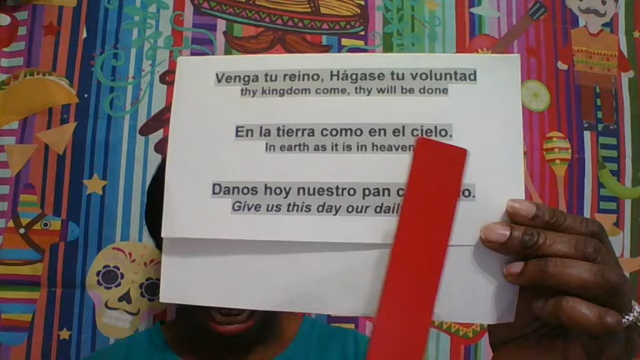 Venga tu reino, Hágase tu voluntad
thy kingdom come, thy will be done
En la tierra como en el cielo.
In earth as it is in heaven
Danos hoy nuestro pan
Give us this day our daily